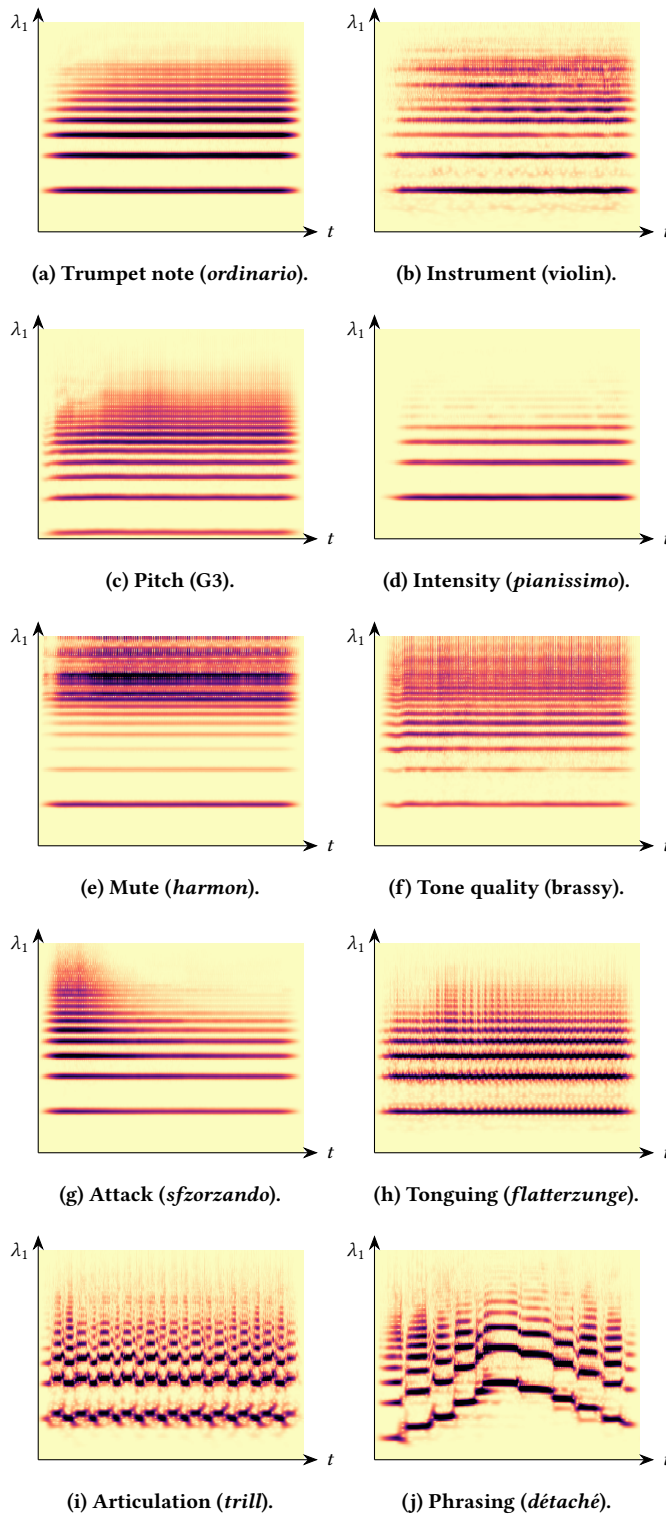 λ1 λ1
t t
(a) Trumpet note (ordinario). (b) Instrument (violin).
λ1 λ1
t t
(c) Pitch (G3). (d) Intensity (pianissimo).
λ1 λ1
t t
(e) Mute (harmon). (f) Tone quality (brassy).
λ1 λ1
t t
(g) Attack (sfzorzando). (h) Tonguing (flatterzunge).
λ1 λ1
t t
(i) Articulation (trill). (j) Phrasing (détaché).